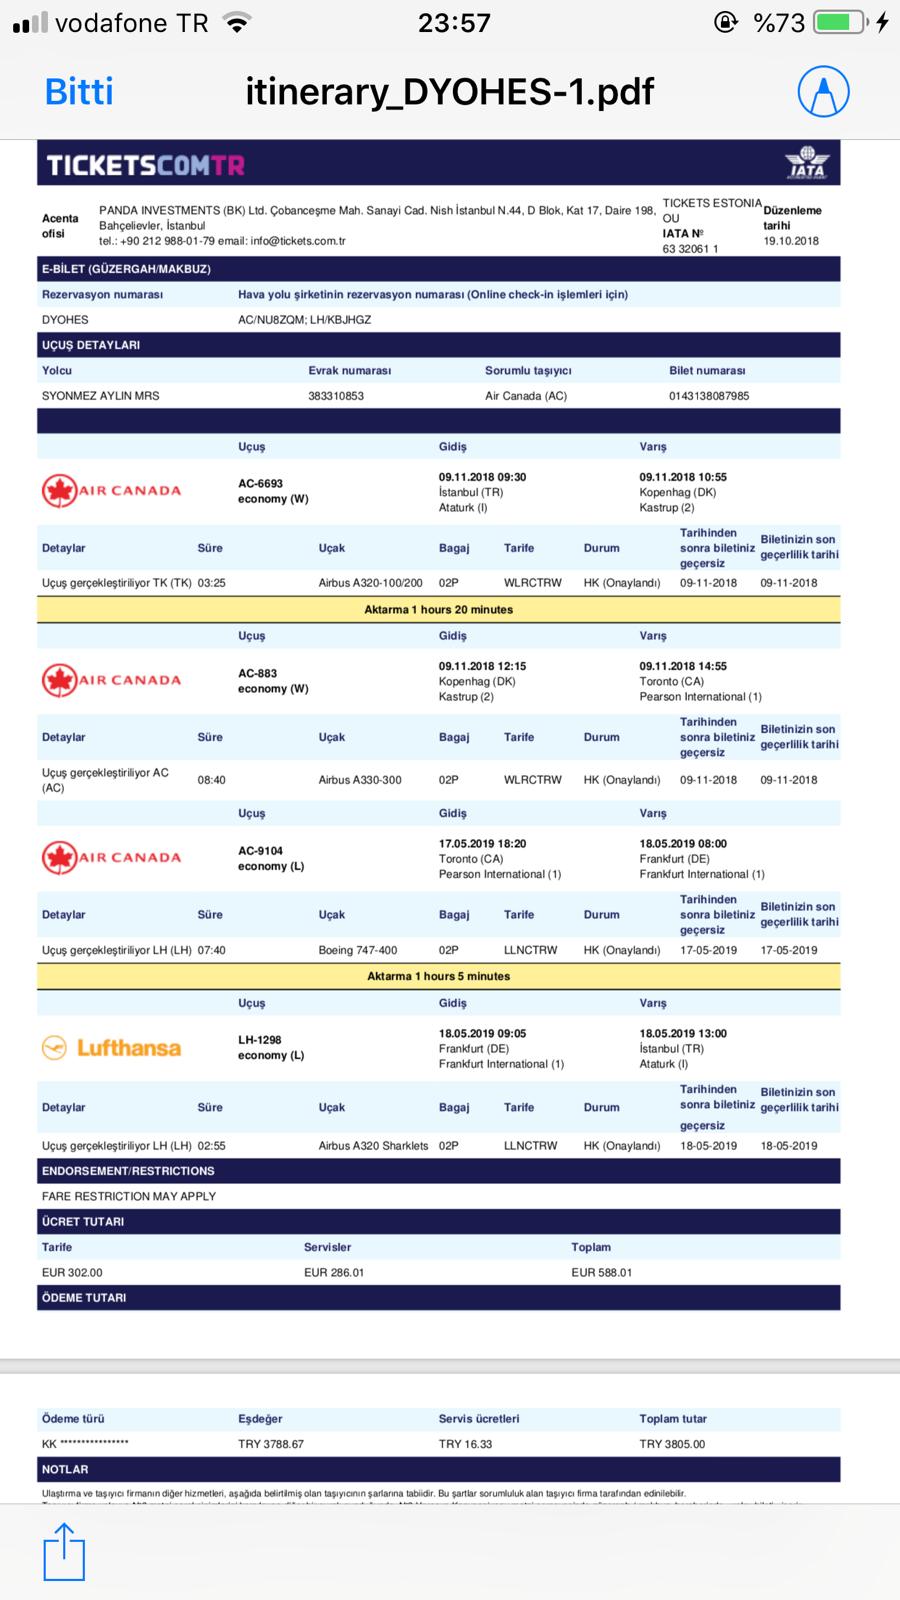 vodafone TR 23:57 %73
Bitti itinerary_DYOHES-1.pdf
TICKETSCOMTR IATA
Acenta ofisi
PANDA INVESTMENTS (BK) Ltd. Çobançeşme Mah. Sanayi Cad. Nish İstanbul N.44, D Blok, Kat 17, Daire 198,
Bahçelievler, İstanbul
tel.: +90 212 988-01-79 email: info@tickets.com.tr
TICKETS ESTONIA OU
IATA Nº
63 32061 1
Düzenleme tarihi
19.10.2018
E-BİLET (GÜZERGAH/MAKBUZ)
Rezervasyon numarası Hava yolu şirketinin rezervasyon numarası (Online check-in işlemleri için)
DYOHES AC/NU8ZQM; LH/KBJHGZ
UÇUŞ DETAYLARI
Yolcu Evrak numarası Sorumlu taşıyıcı Bilet numarası
SYONMEZ AYLIN MRS 383310853 Air Canada (AC) 0143138087985
Uçuş Gidiş Varış
AIR CANADA
AC-6693 09.11.2018 09:30 09.11.2018 10:55
economy (W) İstanbul (TR) Kopenhag (DK)
Ataturk (I) Kastrup (2)
Detaylar Süre Uçak Bagaj Tarife Durum Tarihinden sonra biletiniz geçersiz Biletinizin son geçerlilik tarihi
Uçuş gerçekleştiriliyor TK (TK) 03:25 Airbus A320-100/200 02P WLRCTRW HK (Onaylandı) 09-11-2018 09-11-2018
Aktarma 1 hours 20 minutes
Uçuş Gidiş Varış
AIR CANADA
AC-883 09.11.2018 12:15 09.11.2018 14:55
economy (W) Kopenhag (DK) Toronto (CA)
Kastrup (2) Pearson International (1)
Detaylar Süre Uçak Bagaj Tarife Durum Tarihinden sonra biletiniz geçersiz Biletinizin son geçerlilik tarihi
Uçuş gerçekleştiriliyor AC (AC) 08:40 Airbus A330-300 02P WLRCTRW HK (Onaylandı) 09-11-2018 09-11-2018
Uçuş Gidiş Varış
AIR CANADA
AC-9104 17.05.2019 18:20 18.05.2019 08:00
economy (L) Toronto (CA) Frankfurt (DE)
Pearson International (1) Frankfurt International (1)
Detaylar Süre Uçak Bagaj Tarife Durum Tarihinden sonra biletiniz geçersiz Biletinizin son geçerlilik tarihi
Uçuş gerçekleştiriliyor LH (LH) 07:40 Boeing 747-400 02P LLNCTRW HK (Onaylandı) 17-05-2019 17-05-2019
Aktarma 1 hours 5 minutes
Uçuş Gidiş Varış
Lufthansa
LH-1298 18.05.2019 09:05 18.05.2019 13:00
economy (L) Frankfurt (DE) İstanbul (TR)
Frankfurt International (1) Ataturk (I)
Detaylar Süre Uçak Bagaj Tarife Durum Tarihinden sonra biletiniz geçersiz Biletinizin son geçerlilik tarihi
Uçuş gerçekleştiriliyor LH (LH) 02:55 Airbus A320 Sharklets 02P LLNCTRW HK (Onaylandı) 18-05-2019 18-05-2019
ENDORSEMENT/RESTRICTIONS
FARE RESTRICTION MAY APPLY
ÜCRET TUTARI
Tarife Servisler Toplam
EUR 302.00 EUR 286.01 EUR 588.01
ÖDEME TUTARI
Ödeme türü Eşdeğer Servis ücretleri Toplam tutar
KK *************** TRY 3788.67 TRY 16.33 TRY 3805.00
NOTLAR
Ulaştırma ve taşıyıcı firmanın diğer hizmetleri, aşağıda belirtilmiş olan taşıyıcının şarlarına tabiidir. Bu şartlar sorumluluk alan taşıyıcı firma tarafından edinilebilir.